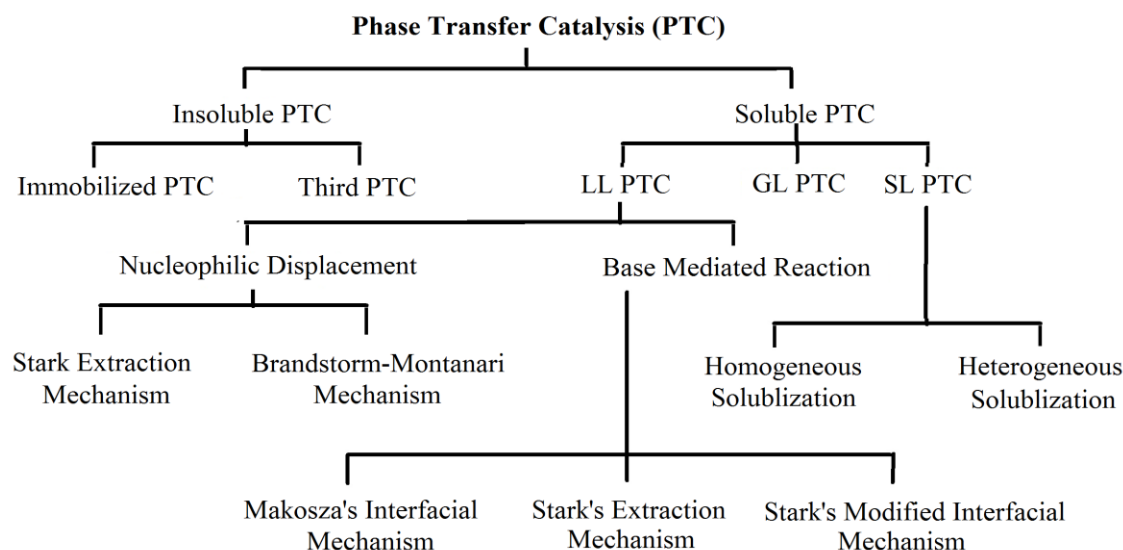 Phase Transfer Catalysis (PTC)
Insoluble PTC
Soluble PTC
Immobilized PTC
Third PTC
LL PTC
GL PTC
SL PTC
Nucleophilic Displacement
Base Mediated Reaction
Stark Extraction
Mechanism
Brandstorm-Montanari
Mechanism
Homogeneous
Solublization
Heterogeneous
Solublization
Makosza's Interfacial
Mechanism
Stark's Extraction
Mechanism
Stark's Modified Interfacial
Mechanism